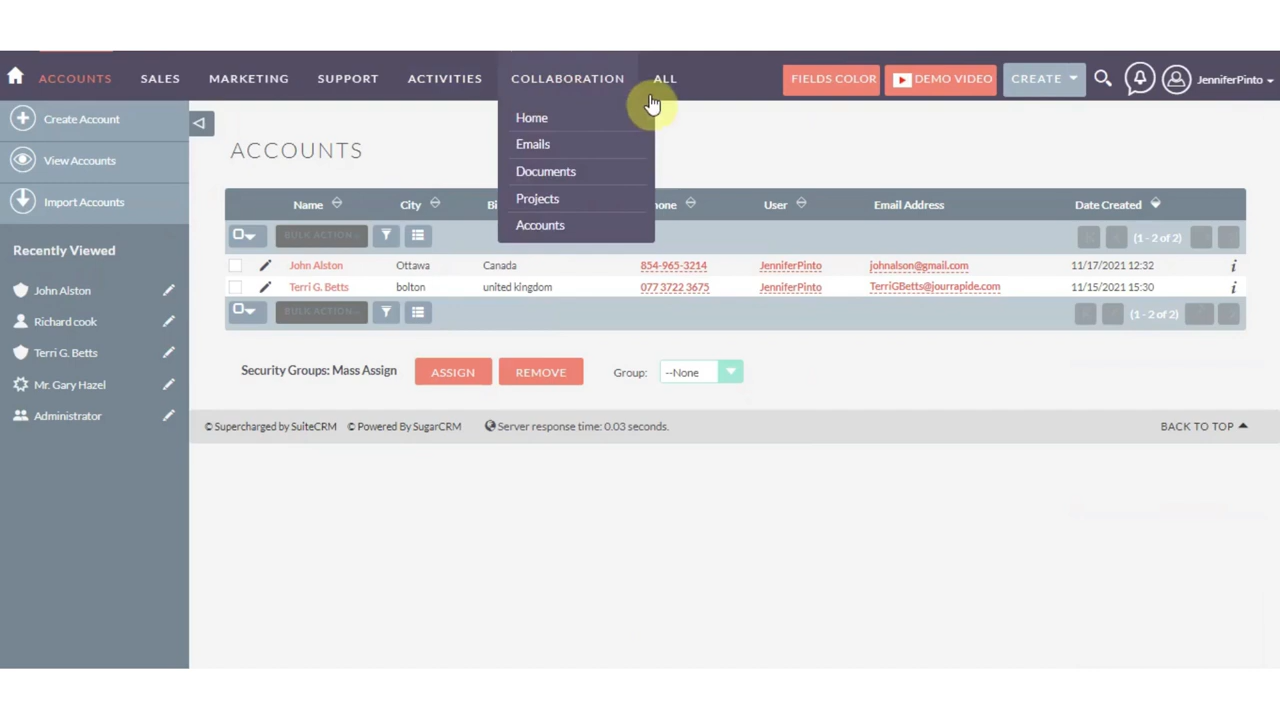 ACCOUNTS SALES MARKETING SUPPORT ACTIVITIES COLLABORATION ALL FIELDS COLOR DEMO VIDEO CREATE JenniferPinto
Create Account
View Accounts
Import Accounts
Recently Viewed
John Alston
Richard cook
Terri G. Betts
Mr. Gary Hazel
Administrator
Home
Emails
Documents
Projects
Accounts
ACCOUNTS
Name City Bi one User Email Address Date Created
BULK ACTION (1 - 2 of 2)
John Alston Ottawa Canada 854-965-3214 JenniferPinto johnalson@gmail.com 11/17/2021 12:32 i
Terri G. Betts bolton united kingdom 077 3722 3675 JenniferPinto TerriGBetts@jourrapide.com 11/15/2021 15:30 i
BULK ACTION (1 - 2 of 2)
Security Groups: Mass Assign ASSIGN REMOVE Group: --None
© Supercharged by SuiteCRM © Powered By SugarCRM Server response time: 0.03 seconds. BACK TO TOP